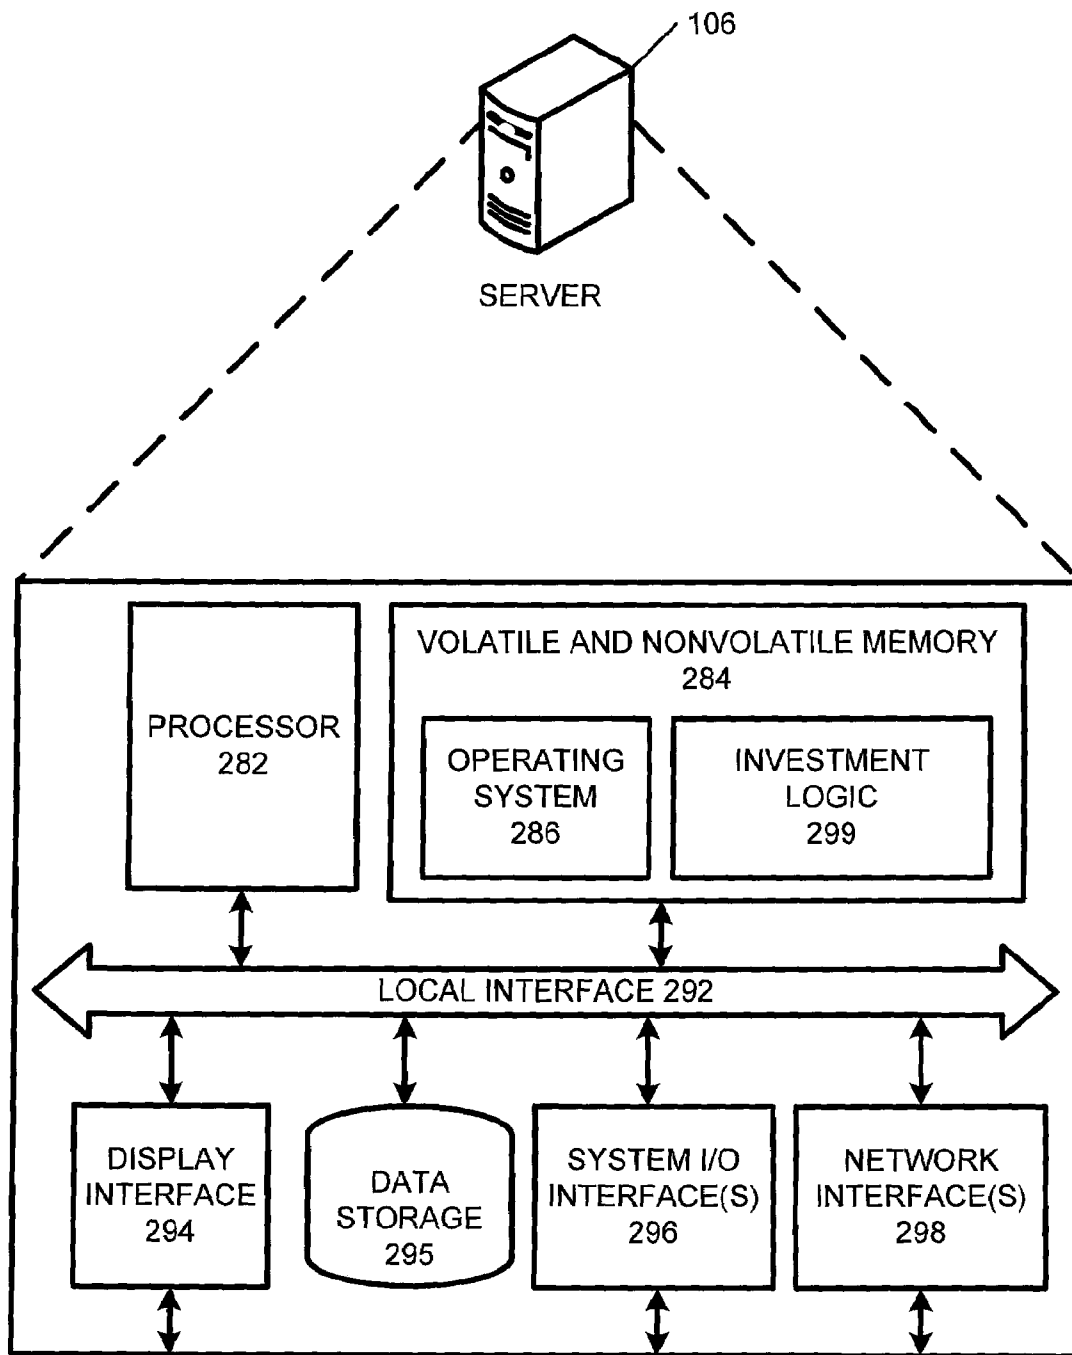 106
SERVER
PROCESSOR
282
VOLATILE AND NONVOLATILE MEMORY
284
OPERATING
SYSTEM
286
INVESTMENT
LOGIC
299
LOCAL INTERFACE 292
DISPLAY
INTERFACE
294
DATA
STORAGE
295
SYSTEM I/O
INTERFACE(S)
296
NETWORK
INTERFACE(S)
298